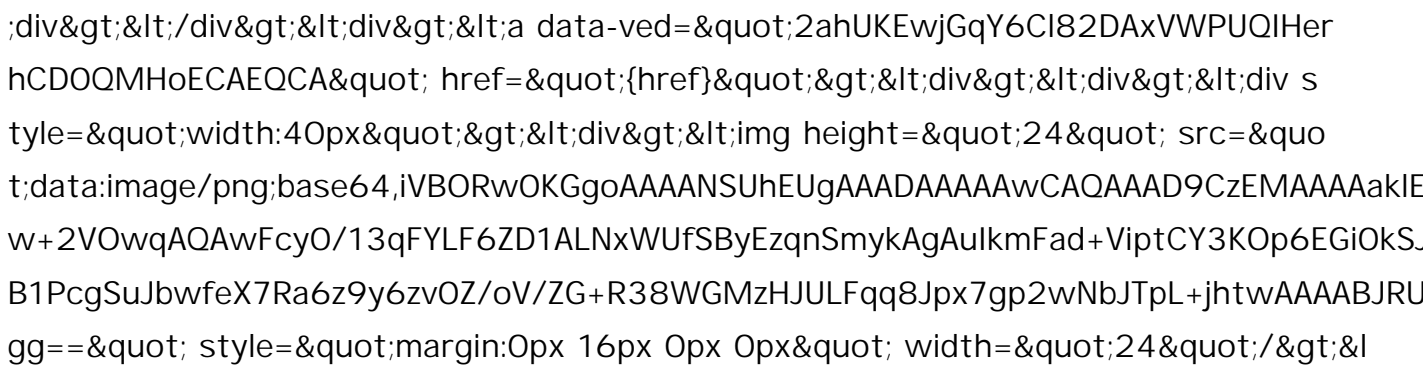 ;div&gt;&lt;/div&gt;&lt;div&gt;&lt;a data-ved=&quot;2ahUKEwjGqY6Cl82DAxVWPUQIHer
hCD0QMHoECAEQCA&quot; href=&quot;{href}&quot;&gt;&lt;div&gt;&lt;div&gt;&lt;div s
tyle=&quot;width:40px&quot;&gt;&lt;div&gt;&lt;img height=&quot;24&quot; src=&quo
t;data:image/png;base64,iVBORw0KGgoAAAANSUhEUgAAADAAAAAwCAQAAAD9CzEMAAAAaklE
w+2VOwqAQAwFcyO/13qFYLF6ZD1ALNxWUfSByEzqnSmykAgAuIkmFad+ViptCY3KOp6EGiOkSJ
B1PcgSuJbwfeX7Ra6z9y6zvOZ/oV/ZG+R38WGMzHJULFqq8Jpx7gp2wNbJTpL+jhtwAAAABJRU
gg==&quot; style=&quot;margin:0px 16px 0px 0px&quot; width=&quot;24&quot;/&gt;&l